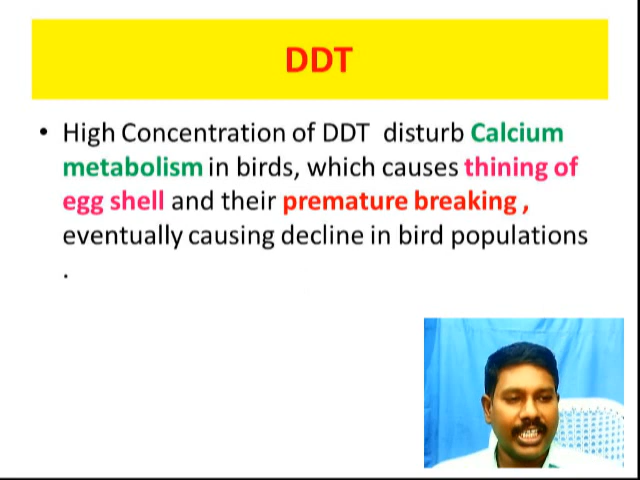 DDT
• High Concentration of DDT disturb Calcium
metabolism in birds, which causes thining of
egg shell and their premature breaking ,
eventually causing decline in bird populations
.